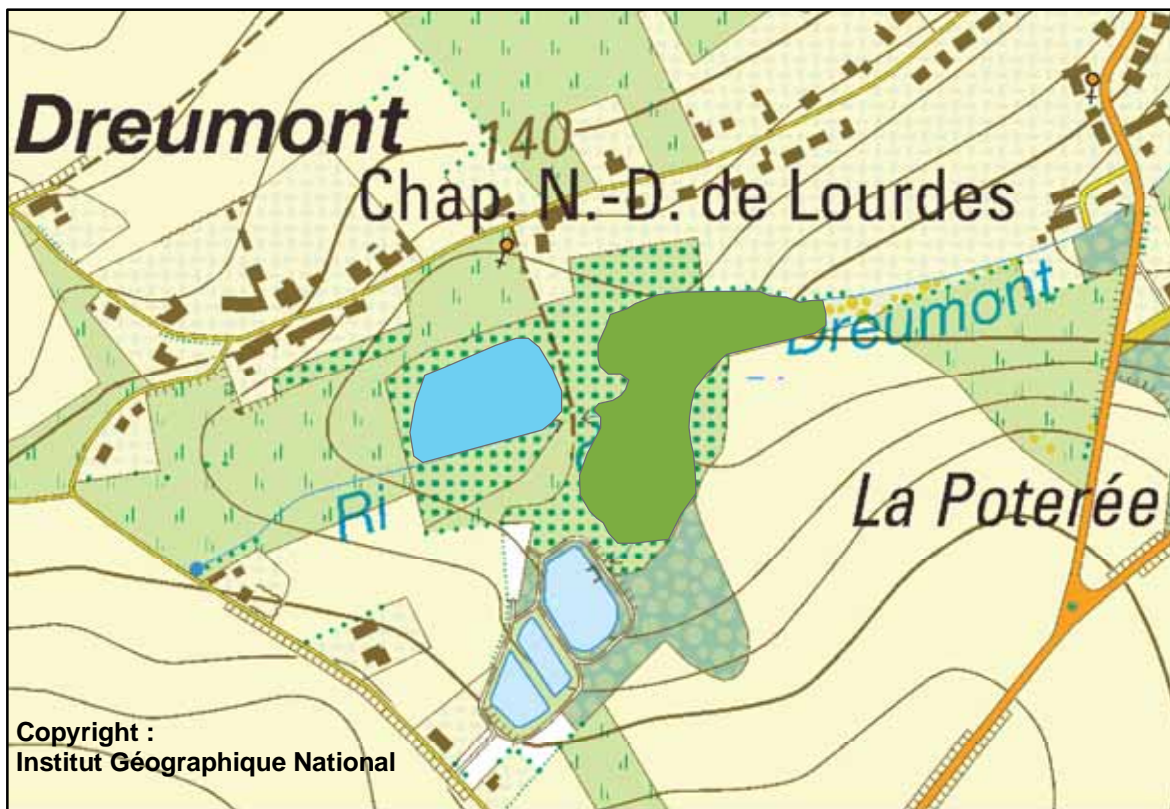 Dreumont
140
Chap. N.-D. de Lourdes
Dreumont
Ri
La Poterée
Copyright :
Institut Géographique National